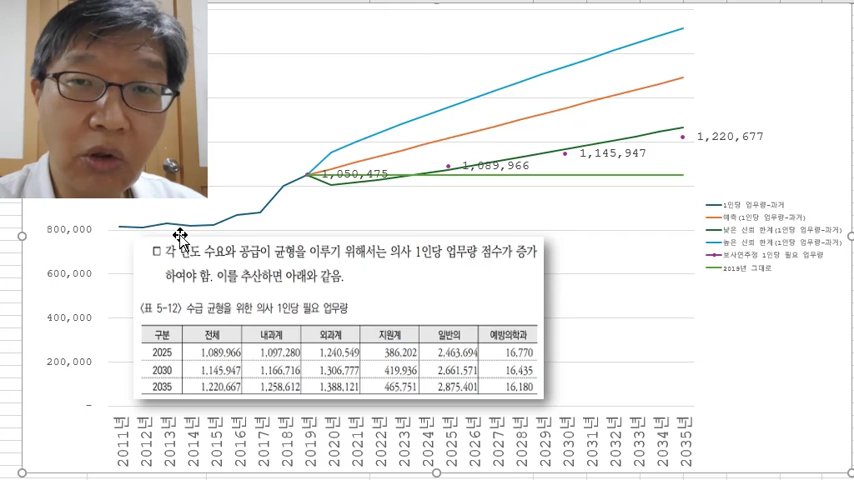 1,220,677
1,145,947
1,089,966
1,050,475
1인당 업무량-과거
예측(1인당 업무량-과거)
낮은 신뢰 한계(1인당 업무량-과거)
높은 신뢰 한계(1인당 업무량-과거)
보사연추정 1인당 필요 업무량
2019년 그대로
800,000
600,000
400,000
200,000
-
□ 각 년도 수요와 공급이 균형을 이루기 위해서는 의사 1인당 업무량 점수가 증가
하여야 함. 이를 추산하면 아래와 같음.
<표 5-12> 수급 균형을 위한 의사 1인당 필요 업무량
구분 전체 내과계 외과계 지원계 일반의 예방의학과
2025 1,089,966 1,097,280 1,240,549 386,202 2,463,694 16,770
2030 1,145,947 1,166,716 1,306,777 419,936 2,661,571 16,435
2035 1,220,667 1,258,612 1,388,121 465,751 2,875,401 16,180
2011년 2012년 2013년 2014년 2015년 2016년 2017년 2018년 2019년 2020년 2021년 2022년 2023년 2024년 2025년 2026년 2027년 2028년 2029년 2030년 2031년 2032년 2033년 2034년 2035년